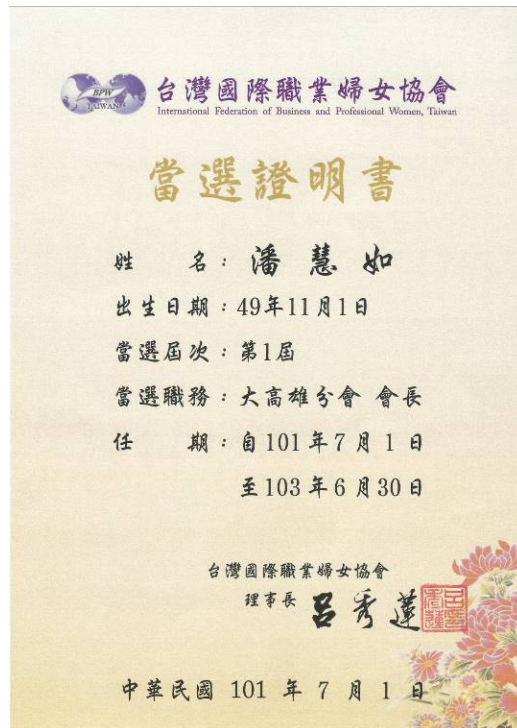 BPW
TAIWAN
台灣國際職業婦女協會
International Federation of Business and Professional Women, Taiwan
當選證明書
姓 名：潘慧如
出生日期：49年11月1日
當選屆次：第1屆
當選職務：大高雄分會 會長
任 期：自101年7月1日
至103年6月30日
台灣國際職業婦女協會
理事長 呂秀蓮
呂秀蓮
中華民國 101 年 7 月 1 日